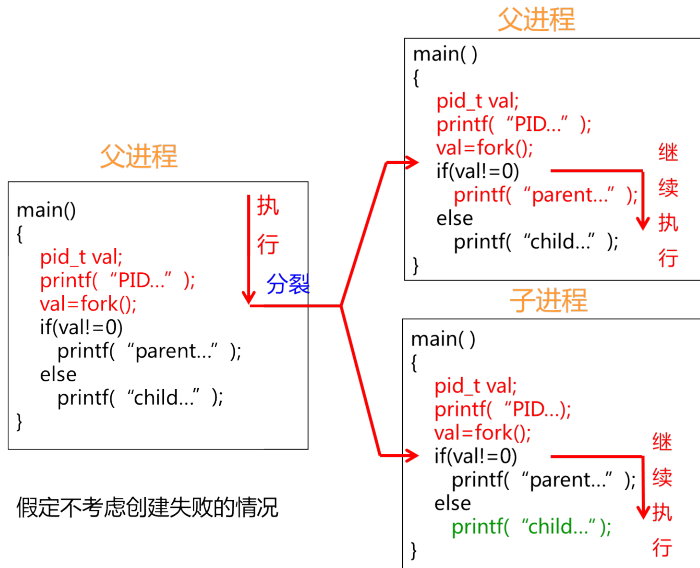 父进程
main()
{
pid_t val;
printf(“PID…”);
val=fork();
if(val!=0)
printf(“parent…”);
else
printf(“child…”);
}
执
行
分裂
假定不考虑创建失败的情况
父进程
main( )
{
pid_t val;
printf(“PID…”);
val=fork();
if(val!=0)
printf(“parent…”);
else
printf(“child…”);
}
继
续
执
行
子进程
main( )
{
pid_t val;
printf(“PID…);
val=fork();
if(val!=0)
printf(“parent…”);
else
printf(“child…”);
}
继
续
执
行